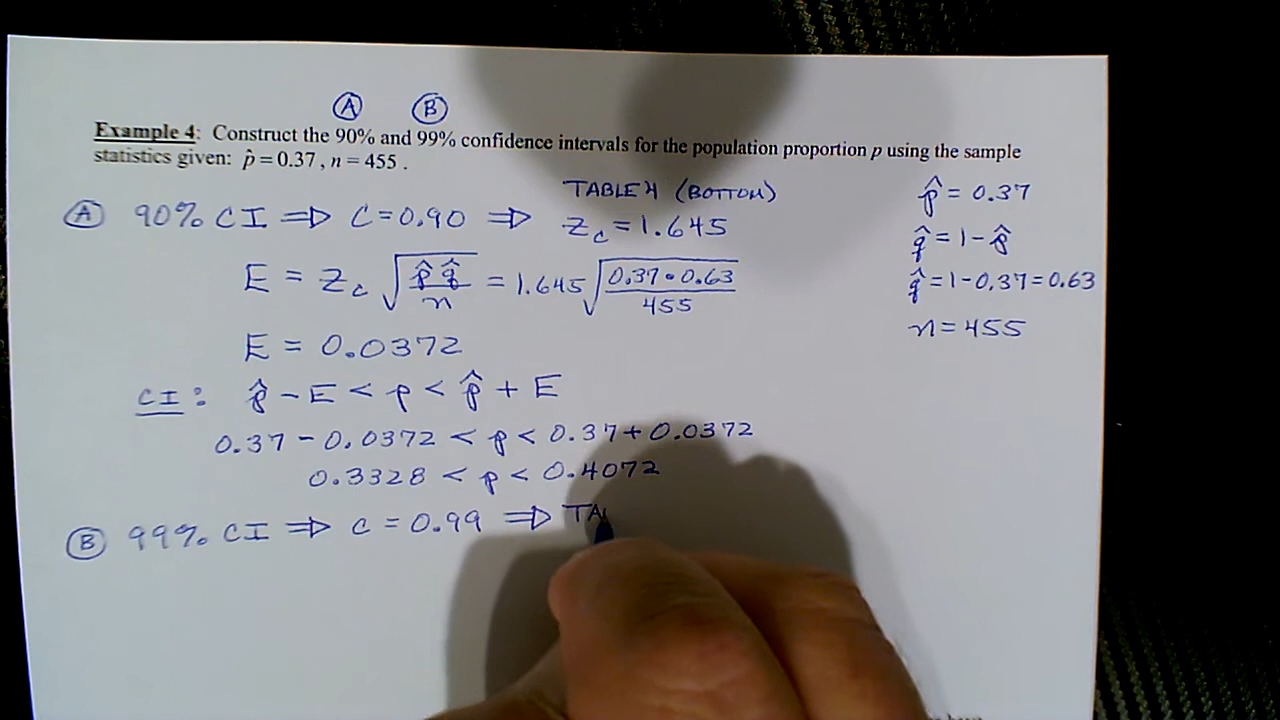 Ⓐ Ⓑ
Example 4: Construct the 90% and 99% confidence intervals for the population proportion p using the sample
statistics given: p̂ = 0.37, n = 455.
TABLE 4 (BOTTOM)
p̂ = 0.37
Ⓐ 90% CI ⇒ C = 0.90 ⇒ z_c = 1.645
q̂ = 1 - p̂
E = z_c √(p̂ q̂ / n) = 1.645 √(0.37 • 0.63 / 455)
q̂ = 1 - 0.37 = 0.63
n = 455
E = 0.0372
CI: p̂ - E < p < p̂ + E
0.37 - 0.0372 < p < 0.37 + 0.0372
0.3328 < p < 0.4072
Ⓑ 99% CI ⇒ C = 0.99 ⇒ TA